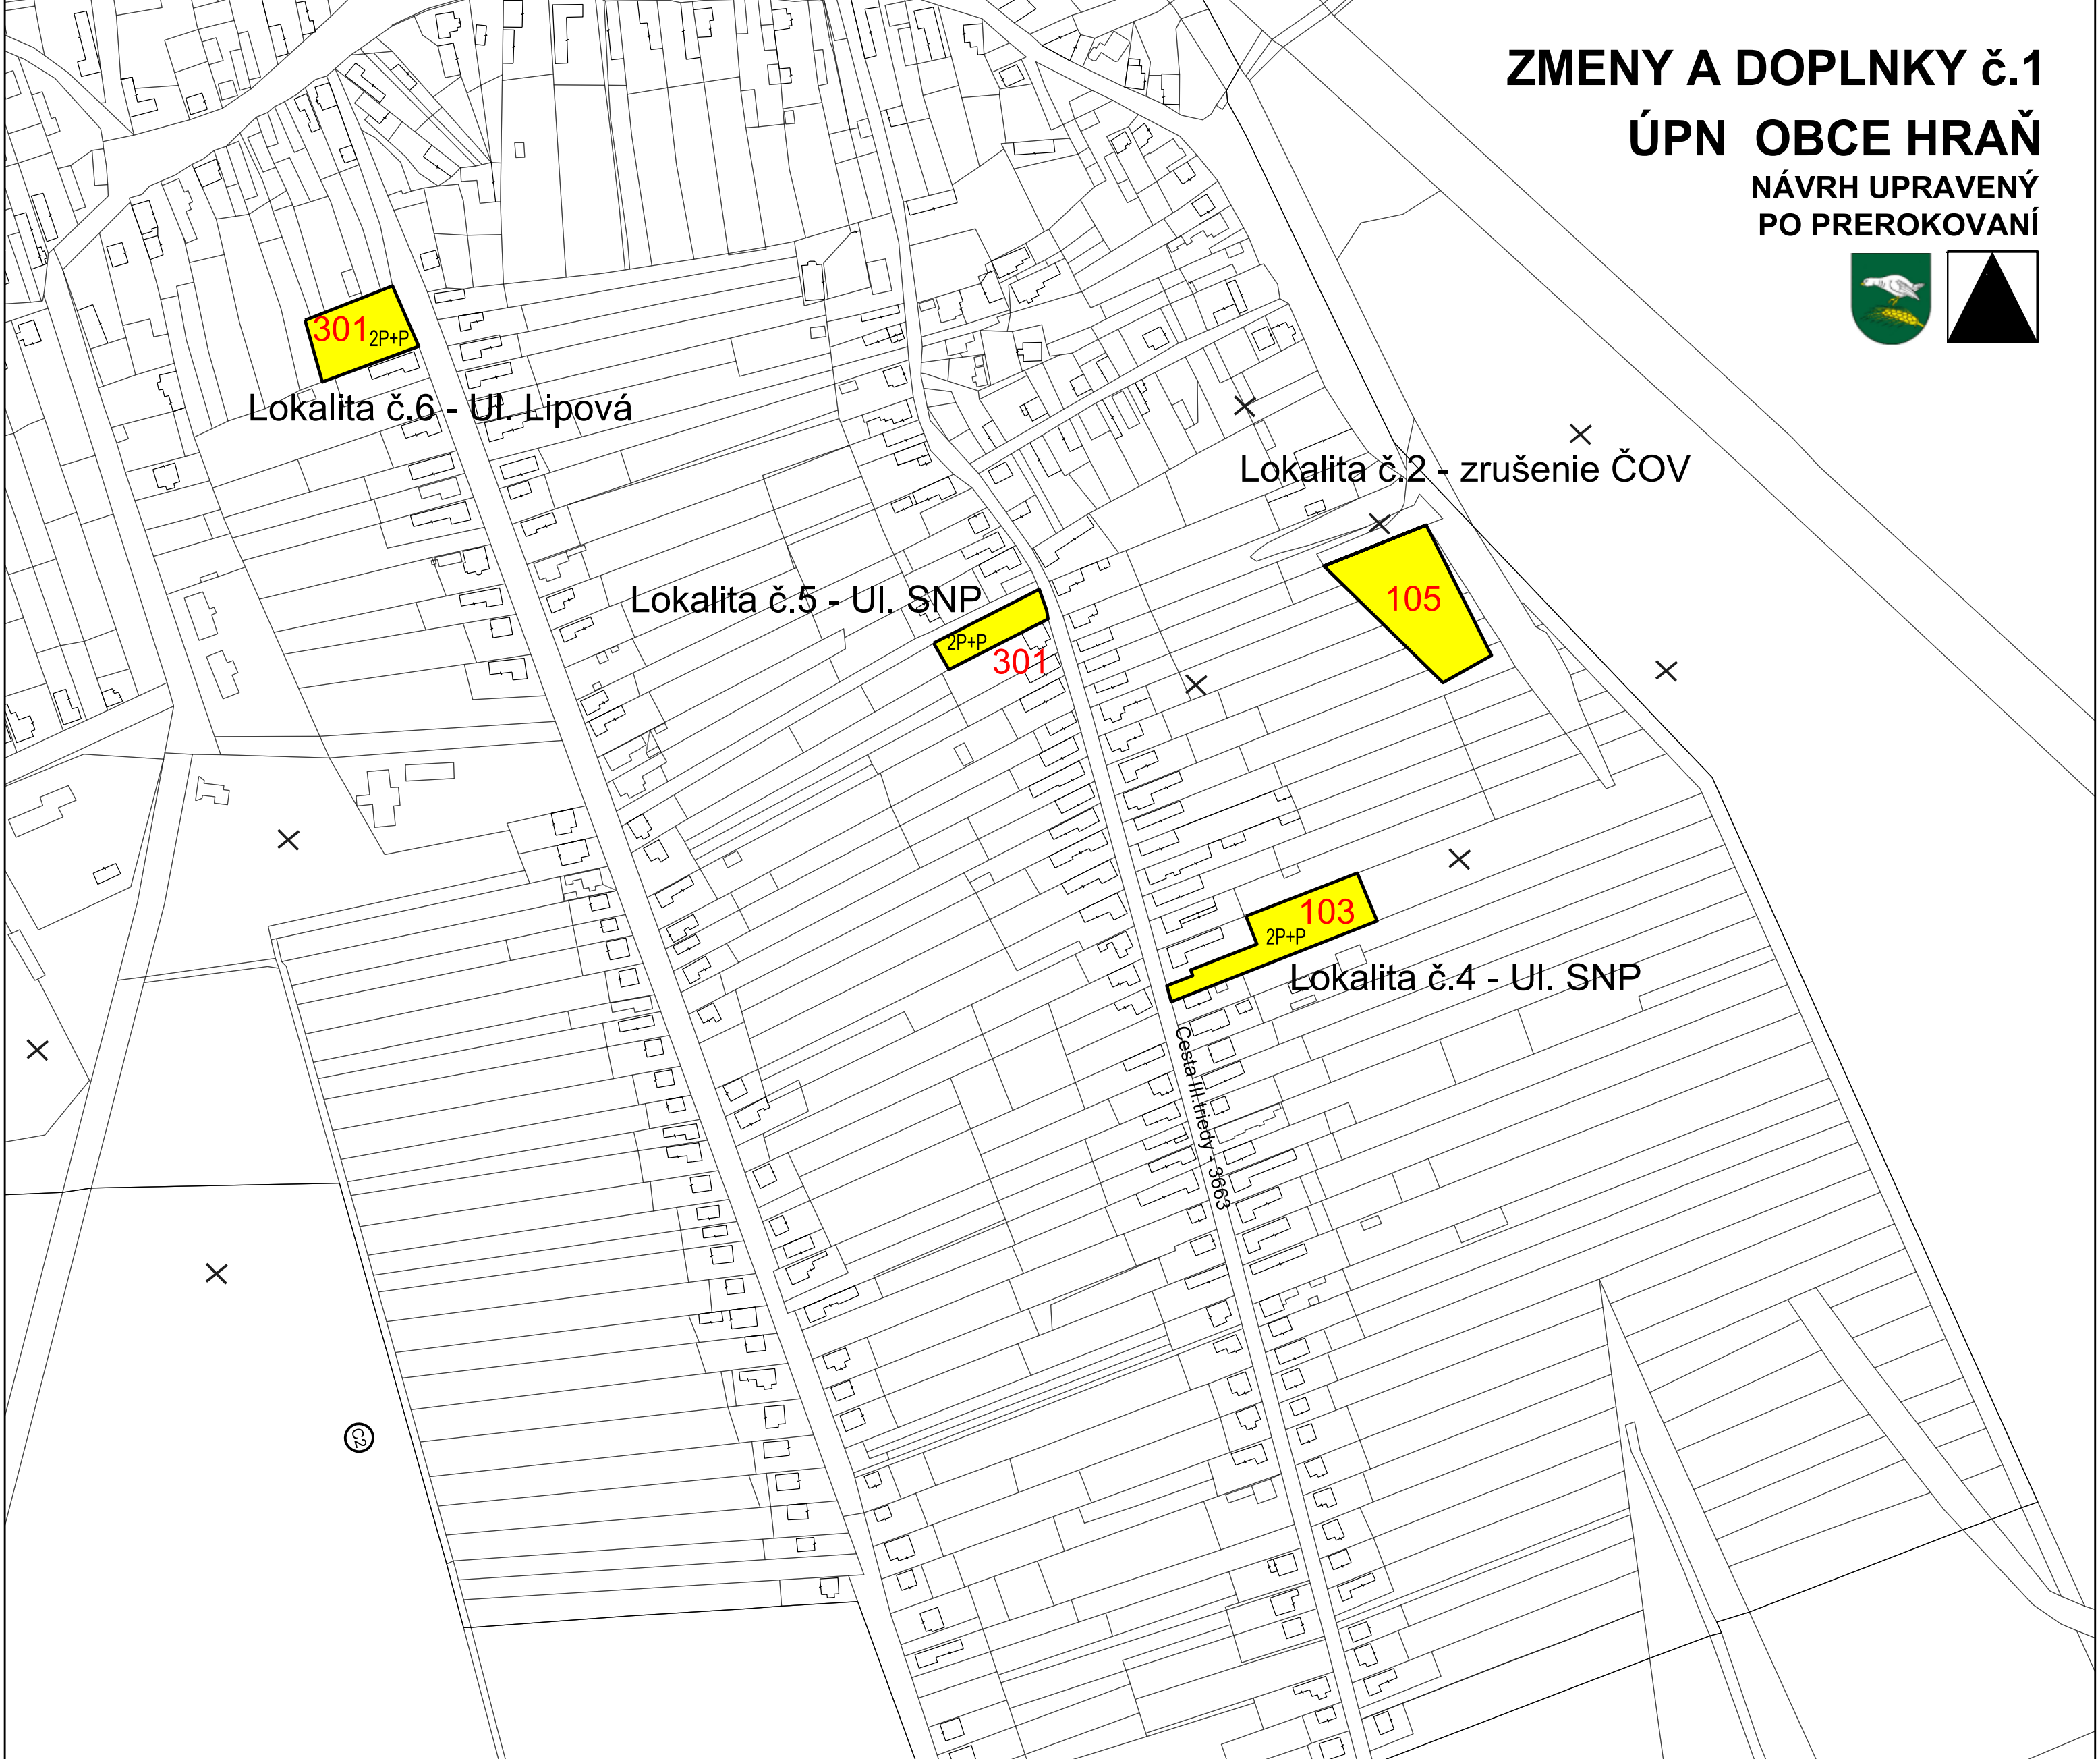 ZMENY A DOPLNKY č.1
ÚPN OBCE HRAŇ
NÁVRH UPRAVENÝ
PO PREROKOVANÍ
301 2P+P
Lokalita č.6 - Ul. Lipová
Lokalita č.2 - zrušenie ČOV
105
Lokalita č.5 - Ul. SNP
2P+P
301
103
2P+P
Lokalita č.4 - Ul. SNP
Cesta III.triedy - 3663
C2